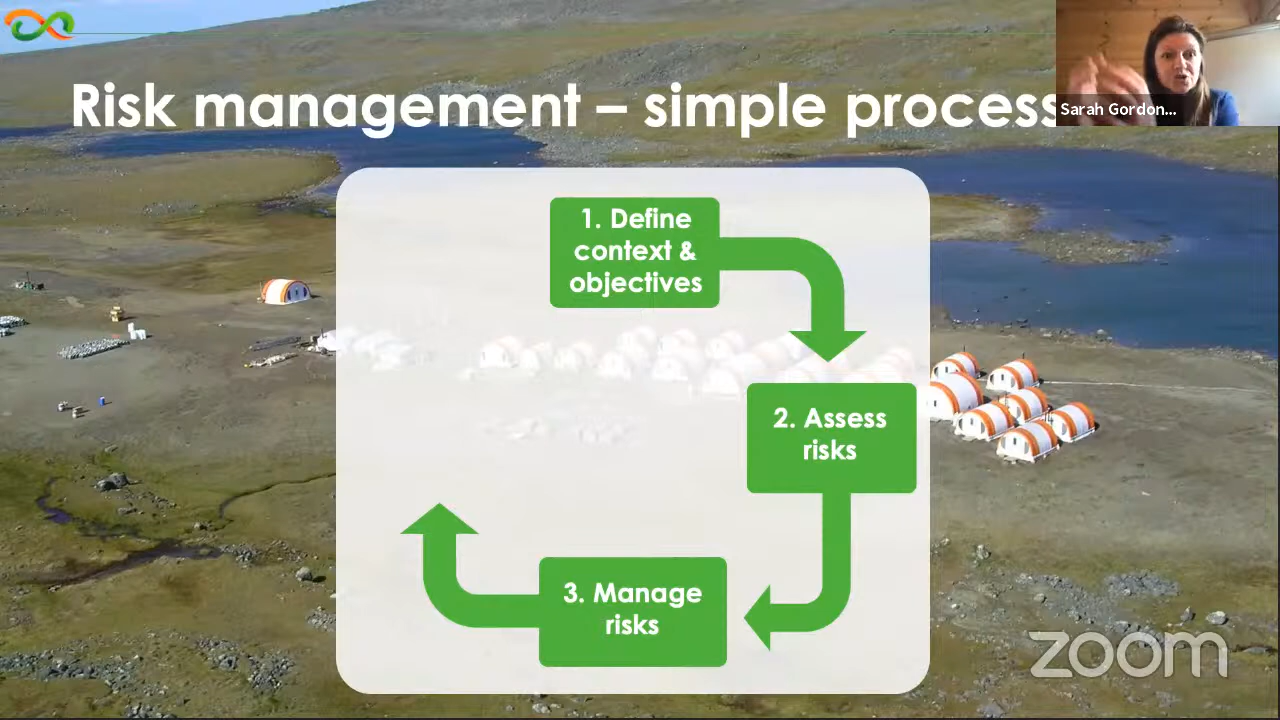 Risk management – simple process
Sarah Gordon...
1. Define
context &
objectives
2. Assess
risks
3. Manage
risks
zoom